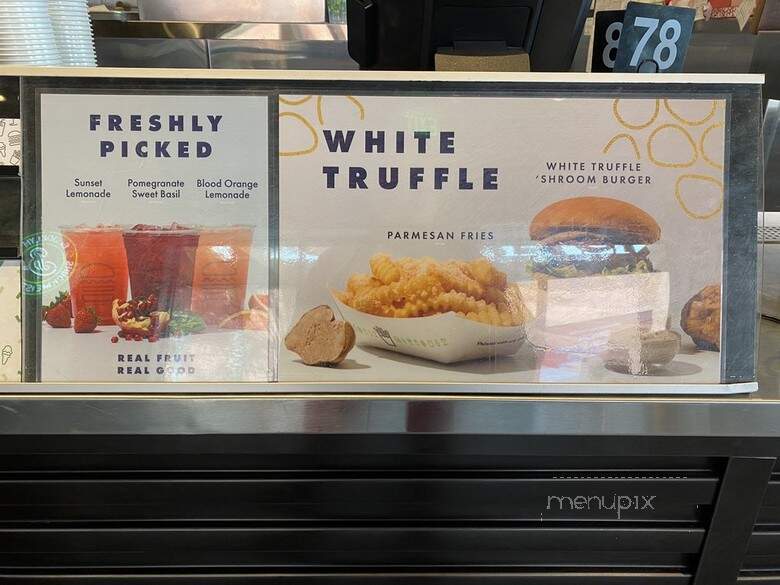 8
78
FRESHLY
PICKED
Sunset
Lemonade
Pomegranate
Sweet Basil
Blood Orange
Lemonade
REAL FRUIT
REAL GOOD
WHITE
TRUFFLE
PARMESAN FRIES
WHITE TRUFFLE
'SHROOM BURGER
menupix